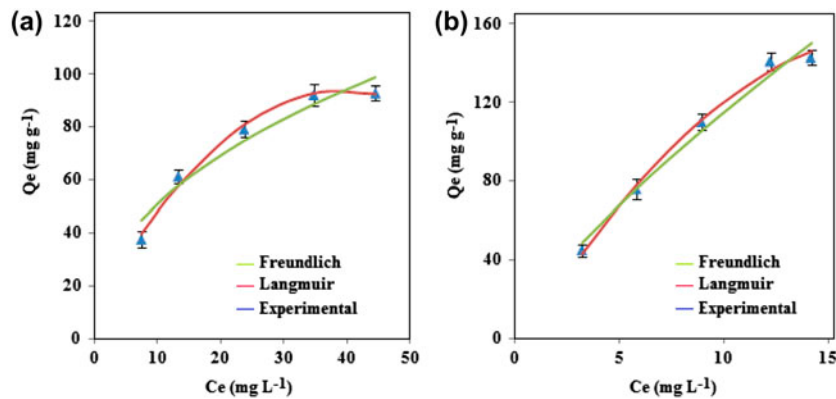 (a)
120
100
80
60
40
20
0
Qe (mg g-1)
Freundlich
Langmuir
Experimental
0 10 20 30 40 50
Ce (mg L-1)
(b)
160
120
80
40
0
Qe (mg g-1)
Freundlich
Langmuir
Experimental
0 5 10 15
Ce (mg L-1)